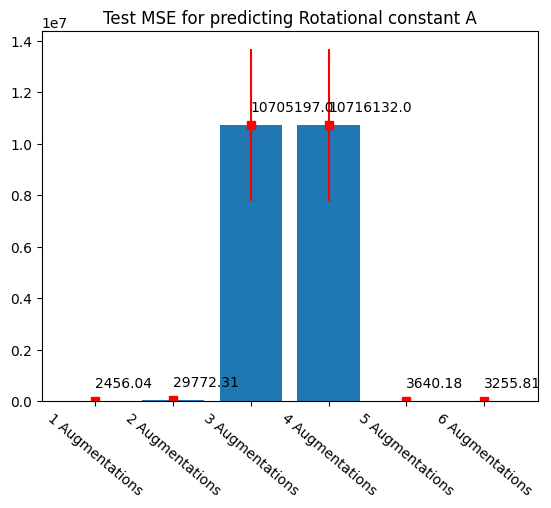 Test MSE for predicting Rotational constant A
1e7
1.4
1.2
1.0
0.8
0.6
0.4
0.2
0.0
10705197.0
10716132.0
2456.04
29772.31
3640.18
3255.81
1 Augmentations
2 Augmentations
3 Augmentations
4 Augmentations
5 Augmentations
6 Augmentations